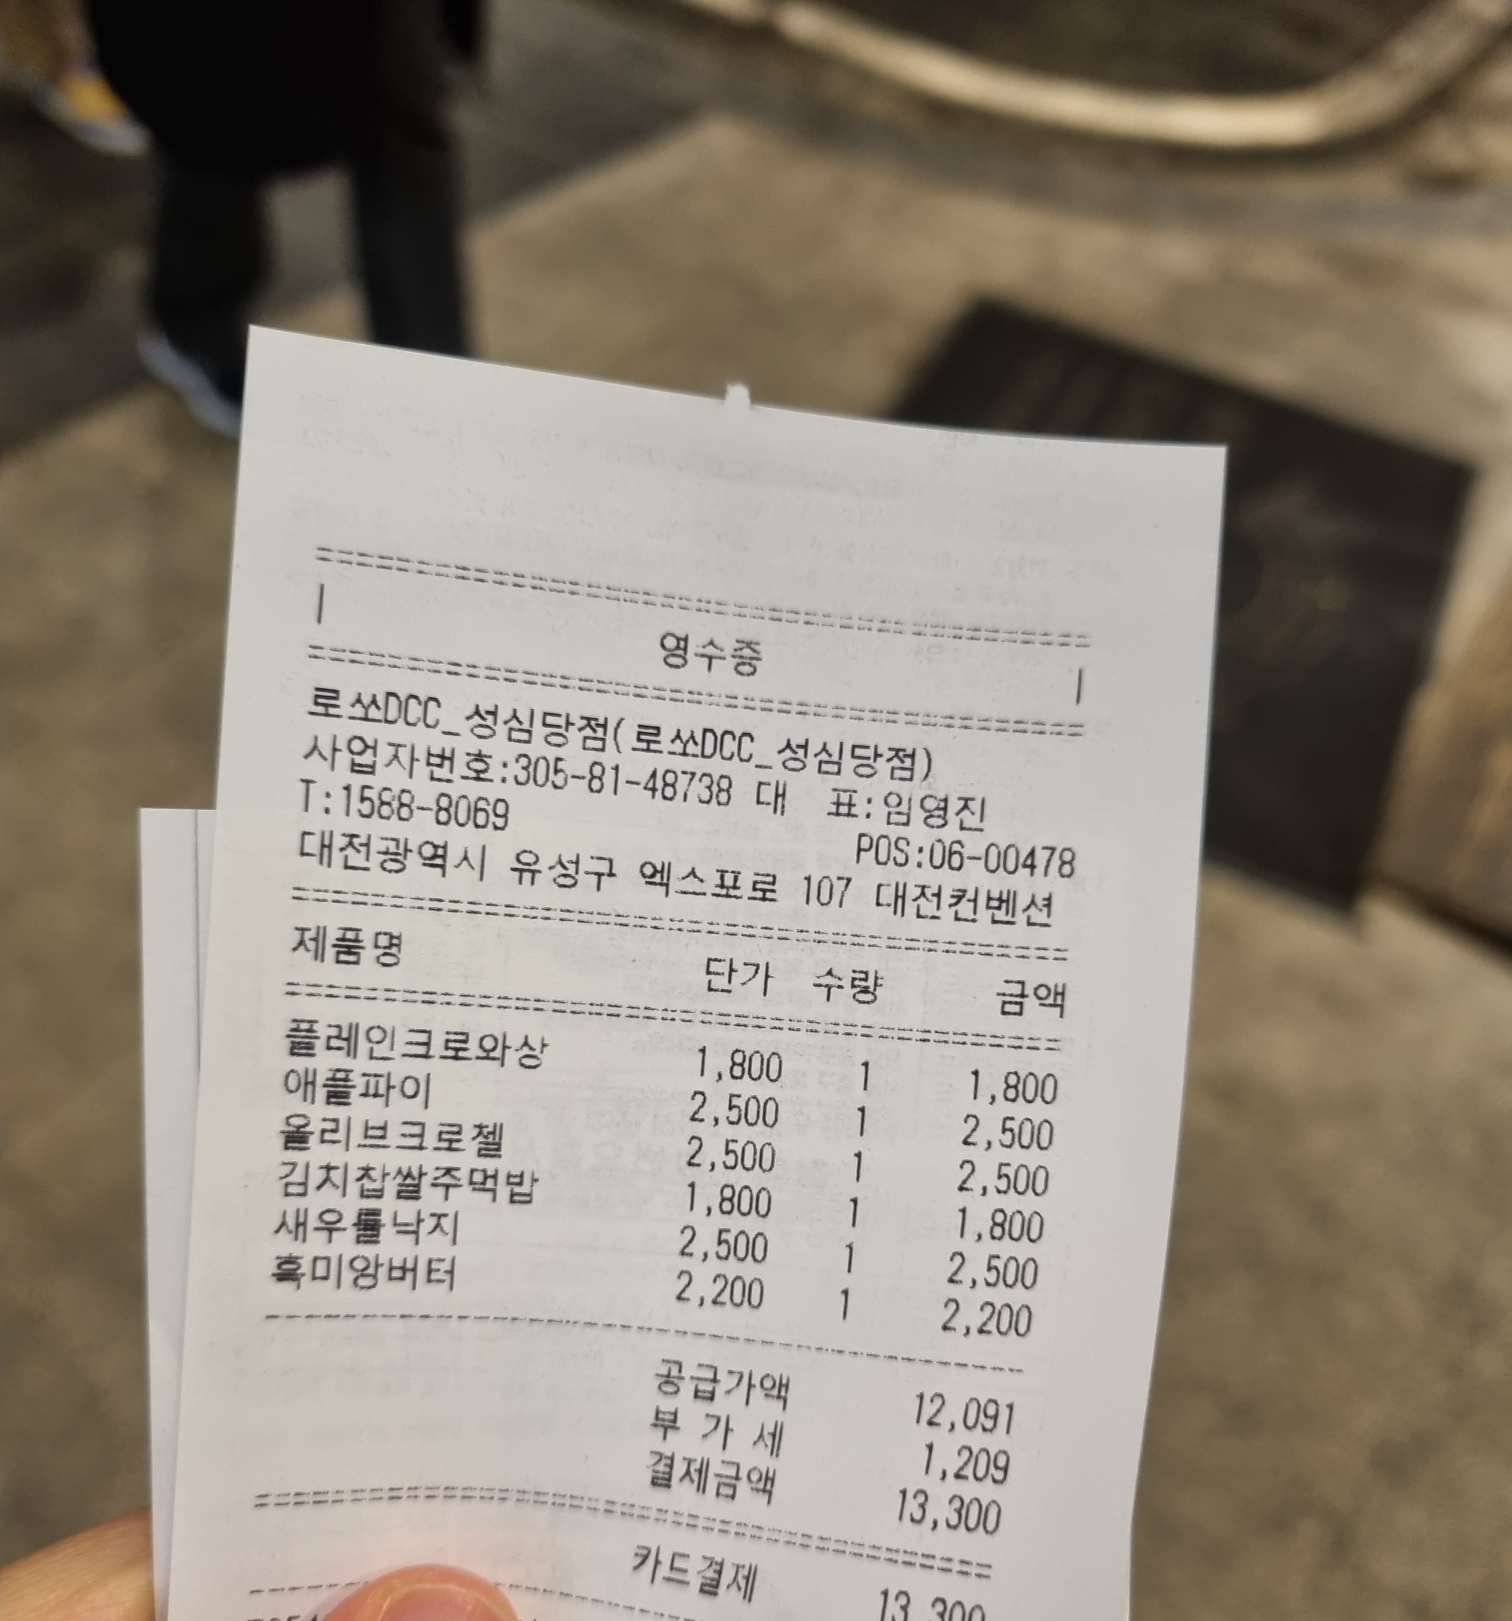 영수증
로쏘DCC_성심당점(로쏘DCC_성심당점)
사업자번호:305-81-48738 대 표:임영진
T:1588-8069 POS:06-00478
대전광역시 유성구 엑스포로 107 대전컨벤션
제품명 단가 수량 금액
플레인크로와상 1,800 1 1,800
애플파이 2,500 1 2,500
올리브크로젤 2,500 1 2,500
김치찹쌀주먹밥 1,800 1 1,800
새우률낙지 2,500 1 2,500
흑미앙버터 2,200 1 2,200
공급가액 12,091
부 가 세 1,209
결제금액 13,300
카드결제 13,300